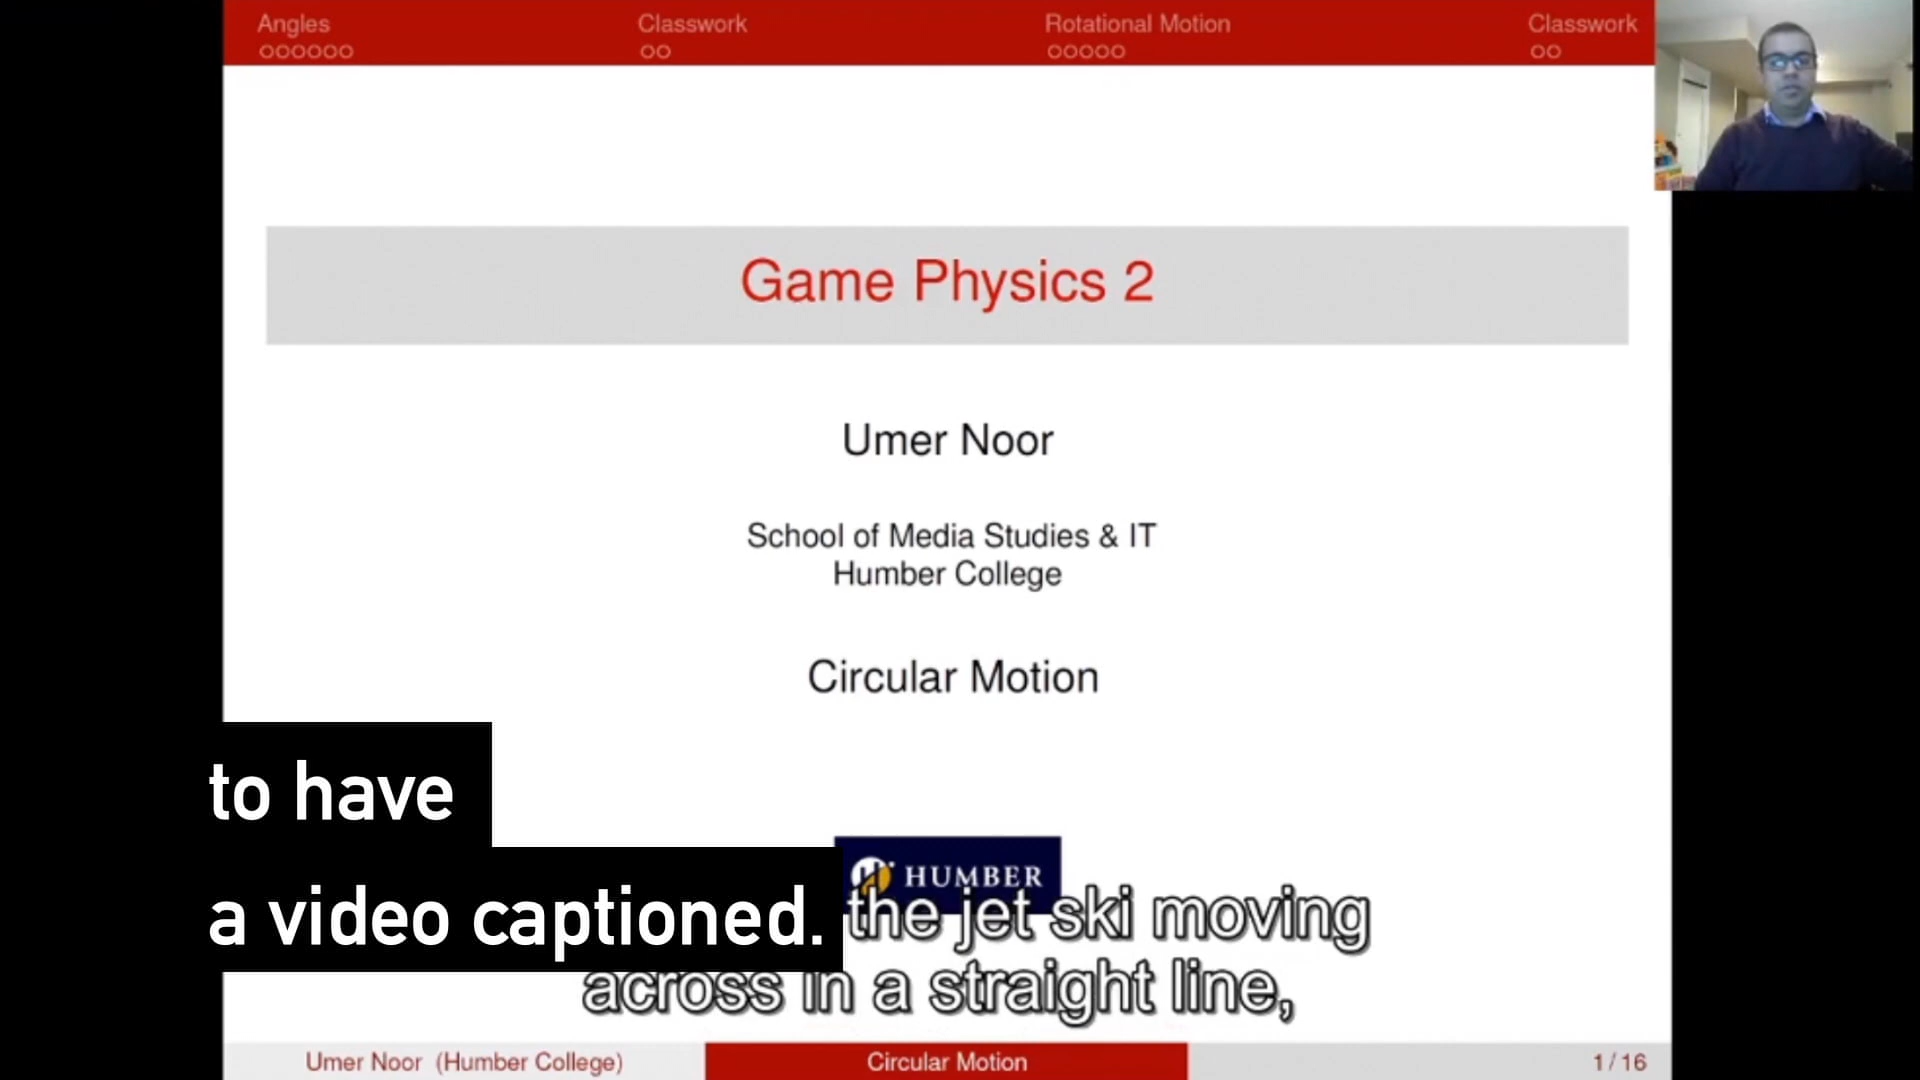 Angles
Classwork
Rotational Motion
Classwork
Game Physics 2
Umer Noor
School of Media Studies & IT
Humber College
Circular Motion
to have
a video captioned.
HUMBER
the jet ski moving
across in a straight line,
Umer Noor (Humber College)
Circular Motion
1 / 16